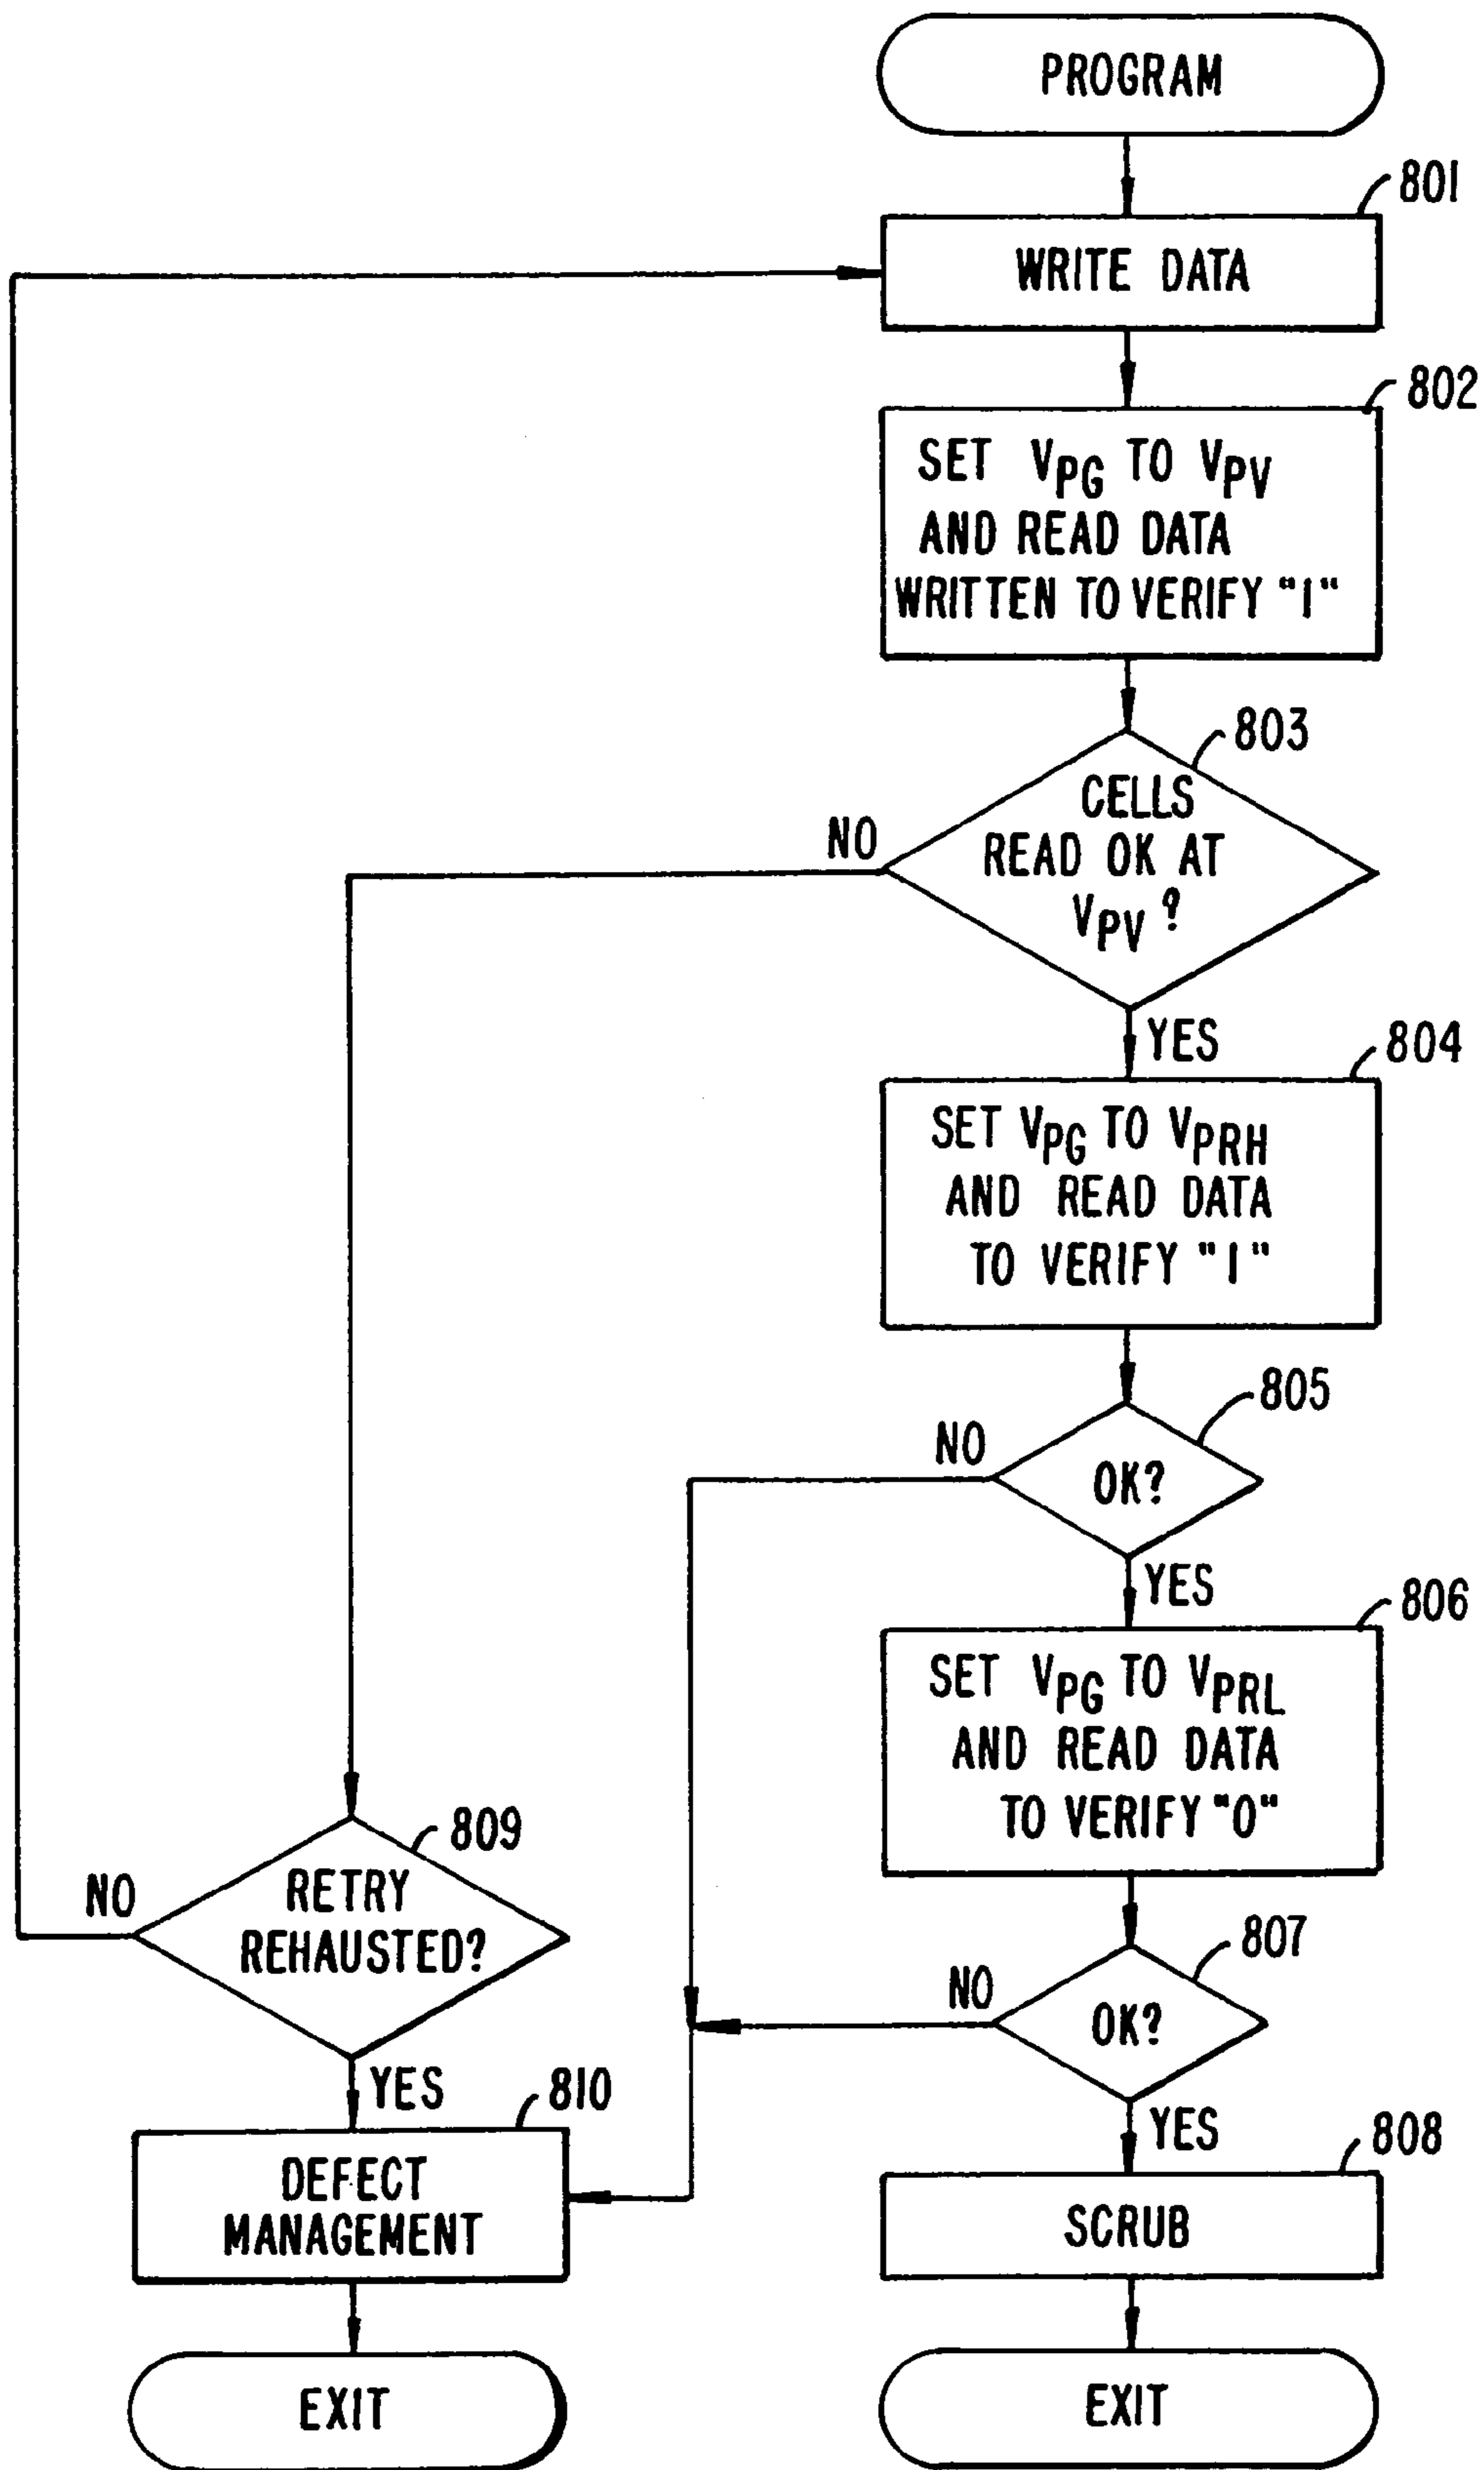 PROGRAM
801
WRITE DATA
802
SET VPG TO VPV
AND READ DATA
WRITTEN TO VERIFY "1"
803
CELLS
READ OK AT
VPV ?
NO
YES
804
SET VPG TO VPRH
AND READ DATA
TO VERIFY "1"
805
NO
OK?
YES
806
SET VPG TO VPRL
AND READ DATA
TO VERIFY "0"
809
RETRY
REHAUSTED?
NO
YES
807
NO
OK?
YES
810
DEFECT
MANAGEMENT
808
SCRUB
EXIT
EXIT